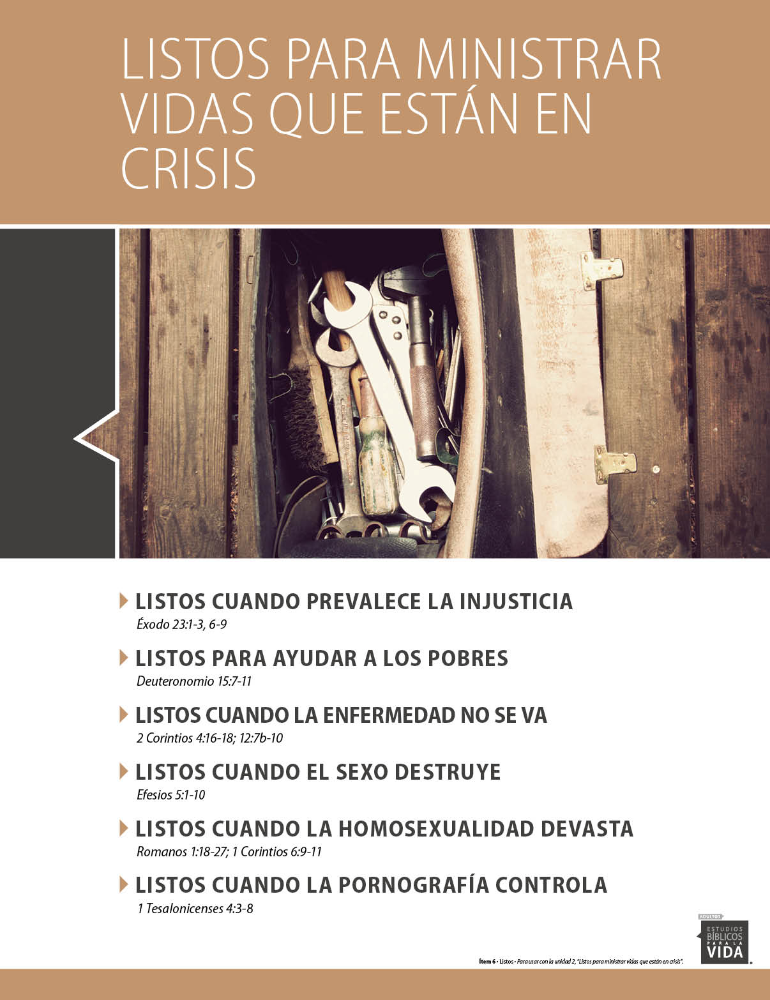 LISTOS PARA MINISTRAR
VIDAS QUE ESTÁN EN
CRISIS
LISTOS CUANDO PREVALECE LA INJUSTICIA
Éxodo 23:1-3, 6-9
LISTOS PARA AYUDAR A LOS POBRES
Deuteronomio 15:7-11
LISTOS CUANDO LA ENFERMEDAD NO SE VA
2 Corintios 4:16-18; 12:7b-10
LISTOS CUANDO EL SEXO DESTRUYE
Efesios 5:1-10
LISTOS CUANDO LA HOMOSEXUALIDAD DEVASTA
Romanos 1:18-27; 1 Corintios 6:9-11
LISTOS CUANDO LA PORNOGRAFÍA CONTROLA
1 Tesalonicenses 4:3-8
ADULTOS
ESTUDIOS
BÍBLICOS
PARA LA
VIDA
Ítem 6 • Listos • Para usar con la unidad 2, “Listos para ministrar vidas que están en crisis”.